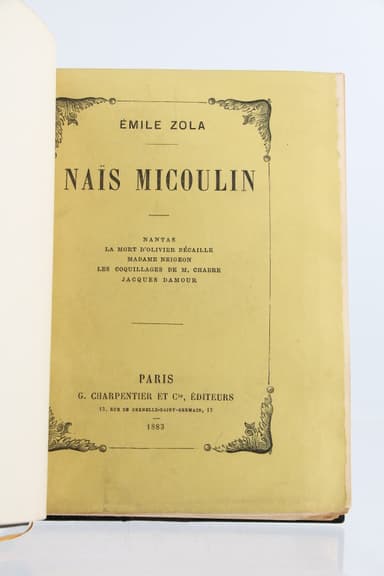 ÉMILE ZOLA
NAÏS MICOULIN
NANTAS
LA MORT D'OLIVIER BÉCAILLE
MADAME NEIGEON
LES COQUILLAGES DE M. CHABRE
JACQUES DAMOUR
PARIS
G. CHARPENTIER ET Cie, ÉDITEURS
13, RUE DE GRENELLE-SAINT-GERMAIN, 13
1883